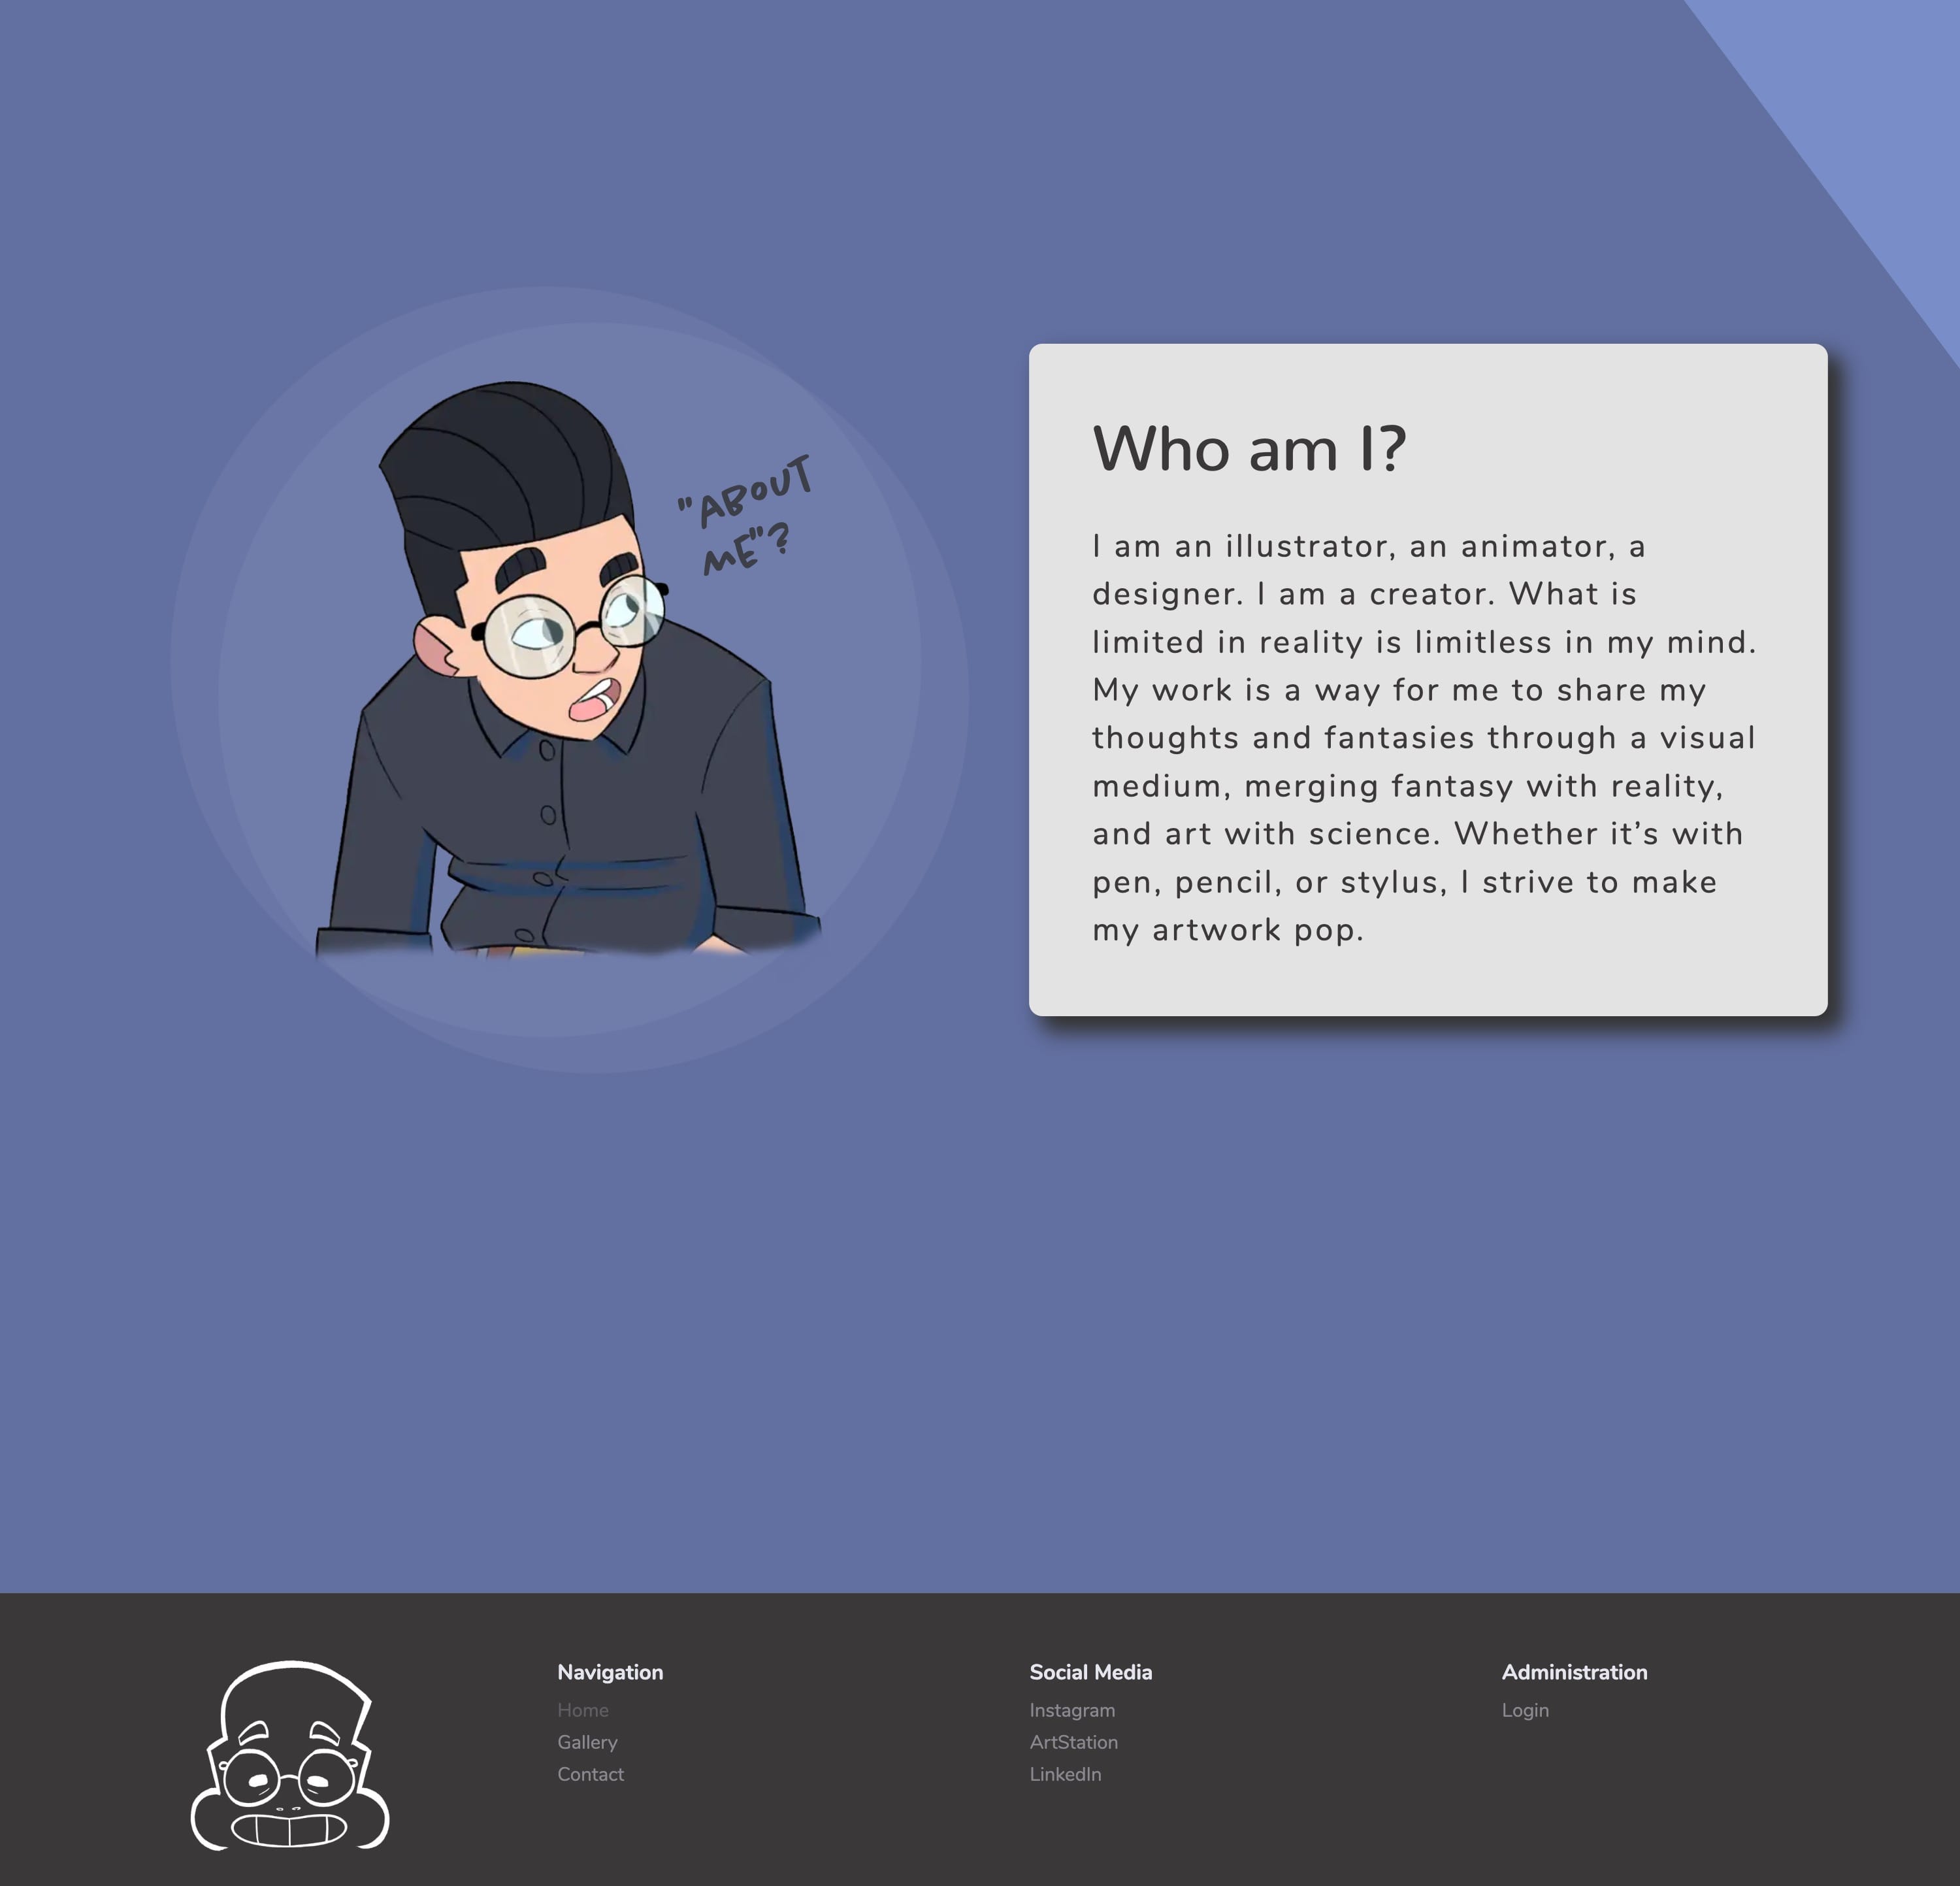 "ABOUT
ME"?
Who am I?
I am an illustrator, an animator, a
designer. I am a creator. What is
limited in reality is limitless in my mind.
My work is a way for me to share my
thoughts and fantasies through a visual
medium, merging fantasy with reality,
and art with science. Whether it’s with
pen, pencil, or stylus, I strive to make
my artwork pop.
Navigation
Home
Gallery
Contact
Social Media
Instagram
ArtStation
LinkedIn
Administration
Login